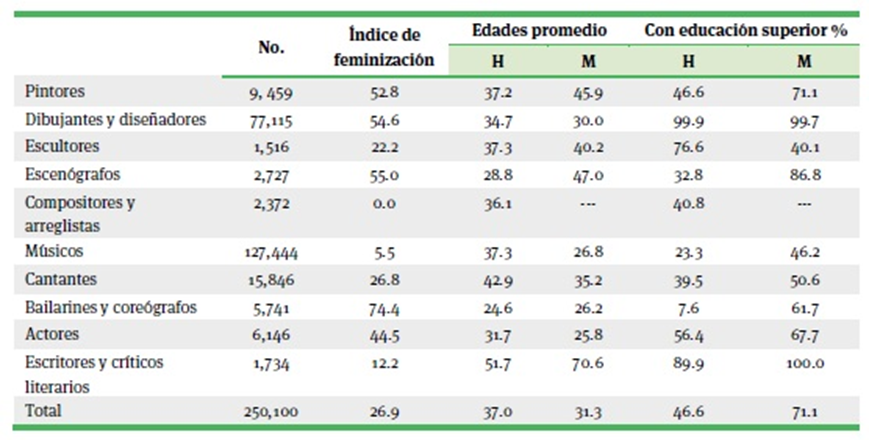 No. Índice de feminización Edades promedio Con educación superior %
H M H M
Pintores 9, 459 52.8 37.2 45.9 46.6 71.1
Dibujantes y diseñadores 77,115 54.6 34.7 30.0 99.9 99.7
Escultores 1,516 22.2 37.3 40.2 76.6 40.1
Escenógrafos 2,727 55.0 28.8 47.0 32.8 86.8
Compositores y arreglistas 2,372 0.0 36.1 --- 40.8 ---
Músicos 127,444 5.5 37.3 26.8 23.3 46.2
Cantantes 15,846 26.8 42.9 35.2 39.5 50.6
Bailarines y coreógrafos 5,741 74.4 24.6 26.2 7.6 61.7
Actores 6,146 44.5 31.7 25.8 56.4 67.7
Escritores y críticos literarios 1,734 12.2 51.7 70.6 89.9 100.0
Total 250,100 26.9 37.0 31.3 46.6 71.1